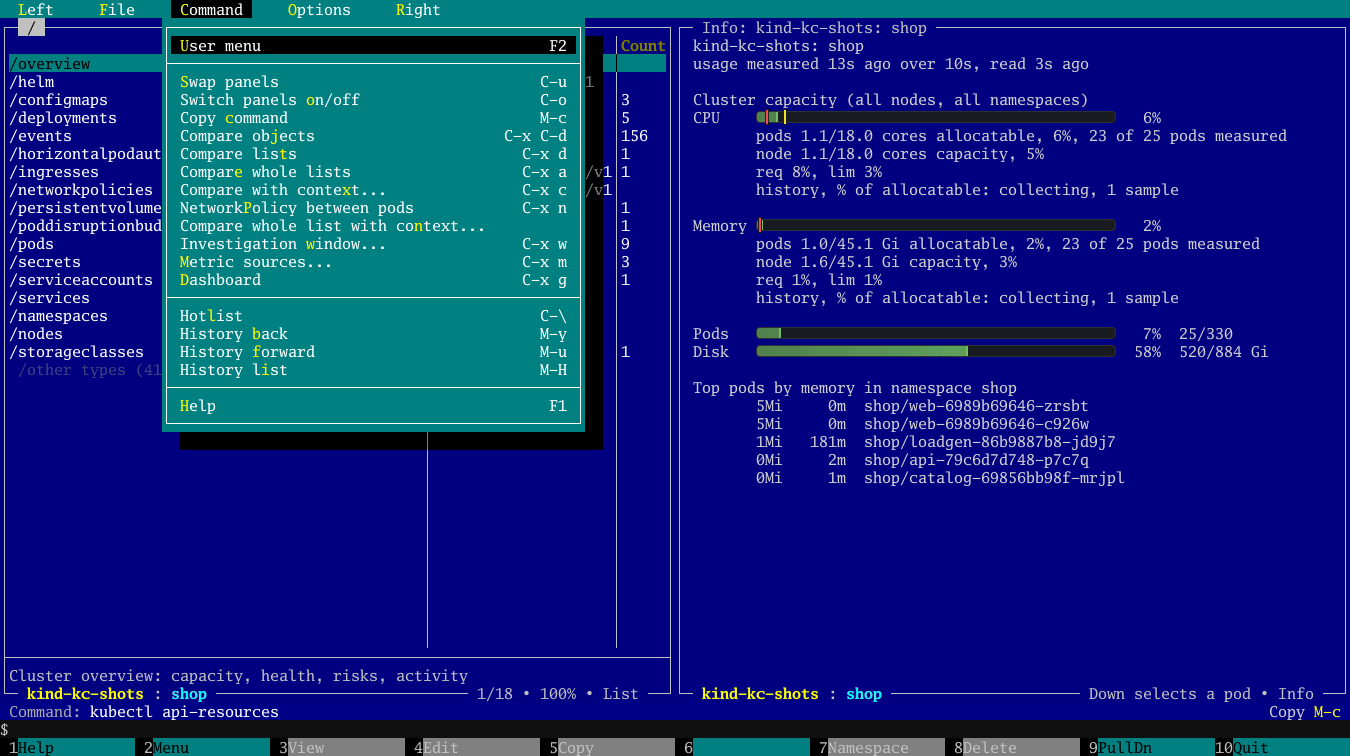 Left File Command Options Right
/
User menu F2
Swap panels C-u
Switch panels on/off C-o
Copy command M-c
Compare objects C-x C-d
Compare lists C-x d
Compare whole lists C-x a
Compare with context... C-x c
NetworkPolicy between pods C-x n
Compare whole list with context...
Investigation window... C-x w
Metric sources... C-x m
Dashboard C-x g
Hotlist C-\
History back M-y
History forward M-u
History list M-H
Help F1
Count
/overview
/helm 1
/configmaps 3
/deployments 5
/events 156
/horizontalpodaut 1
/ingresses /v1 1
/networkpolicies /v1
/persistentvolume 1
/poddisruptionbud 1
/pods 9
/secrets 3
/serviceaccounts 1
/services
/namespaces
/nodes
/storageclasses 1
/other types (41
Cluster overview: capacity, health, risks, activity
kind-kc-shots : shop 1/18 • 100% • List
Info: kind-kc-shots: shop
kind-kc-shots: shop
usage measured 13s ago over 10s, read 3s ago
Cluster capacity (all nodes, all namespaces)
CPU 6%
pods 1.1/18.0 cores allocatable, 6%, 23 of 25 pods measured
node 1.1/18.0 cores capacity, 5%
req 8%, lim 3%
history, % of allocatable: collecting, 1 sample
Memory 2%
pods 1.0/45.1 Gi allocatable, 2%, 23 of 25 pods measured
node 1.6/45.1 Gi capacity, 3%
req 1%, lim 1%
history, % of allocatable: collecting, 1 sample
Pods 7% 25/330
Disk 58% 520/884 Gi
Top pods by memory in namespace shop
5Mi 0m shop/web-6989b69646-zrsbt
5Mi 0m shop/web-6989b69646-c926w
1Mi 181m shop/loadgen-86b9887b8-jd9j7
0Mi 2m shop/api-79c6d7d748-p7c7q
0Mi 1m shop/catalog-69856bb98f-mrjpl
kind-kc-shots : shop Down selects a pod • Info
Command: kubectl api-resources Copy M-c
$
1Help 2Menu 3View 4Edit 5Copy 6 7Namespace 8Delete 9PullDn 10Quit